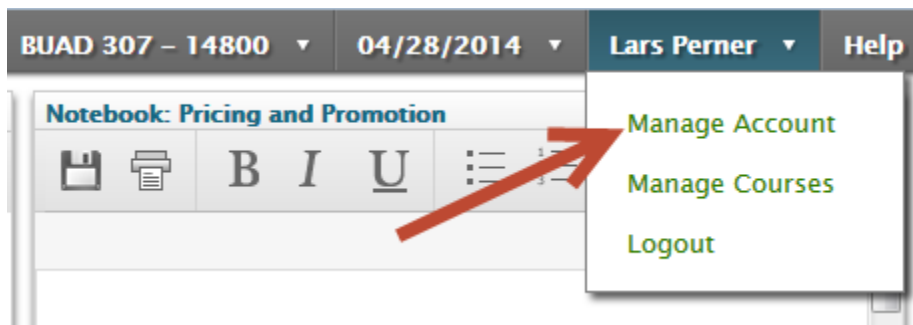 BUAD 307 – 14800 ▼ 04/28/2014 ▼ Lars Perner ▼ Help
Notebook: Pricing and Promotion
B I U
Manage Account
Manage Courses
Logout